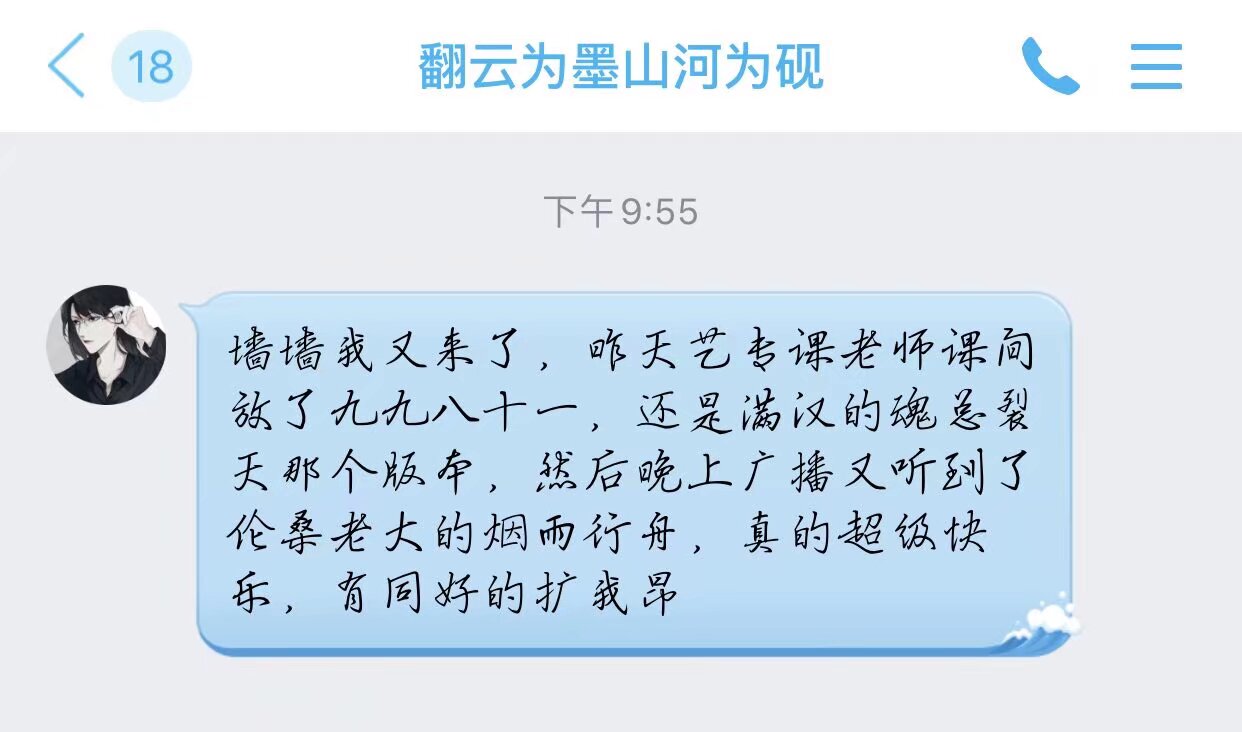 18
翻云为墨山河为砚
下午 9:55
墙墙我又来了，昨天艺专课老师课间
放了九九八十一，还是满汉的魂总裂
天那个版本，然后晚上广播又听到了
伦桑老大的烟雨行舟，真的超级快
乐，有同好的扩我昂